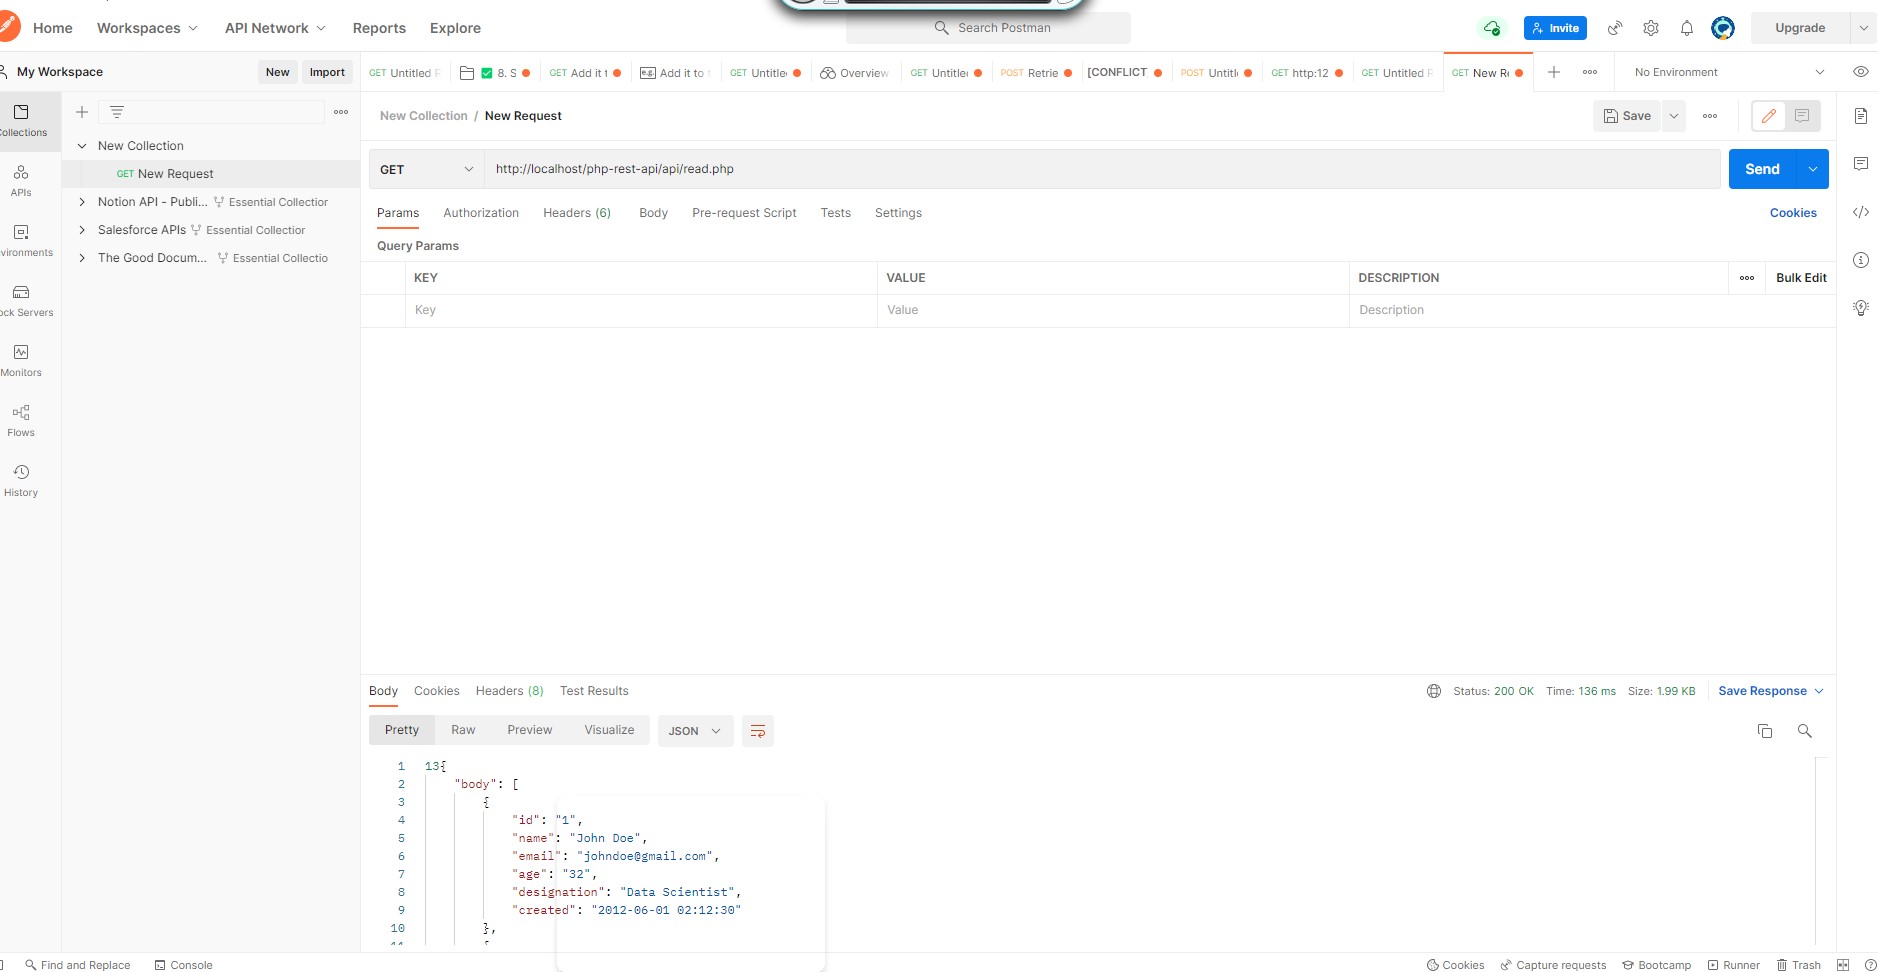 Home Workspaces API Network Reports Explore Search Postman Invite Upgrade
My Workspace New Import GET Untitled R 8. S GET Add it t e.g. Add it to GET Untitle Overview GET Untitle POST Retrie [CONFLICT POST Untitl GET http:12 GET Untitled R GET New R No Environment
New Collection / New Request Save
Collections
New Collection
GET New Request
GET http://localhost/php-rest-api/api/read.php Send
APIs
Notion API - Publi... Essential Collectior
Params Authorization Headers (6) Body Pre-request Script Tests Settings Cookies
Salesforce APIs Essential Collectior
vironments
The Good Docum... Essential Collectio
Query Params
KEY VALUE DESCRIPTION Bulk Edit
Key Value Description
ock Servers
Monitors
Flows
History
Body Cookies Headers (8) Test Results Status: 200 OK Time: 136 ms Size: 1.99 KB Save Response
Pretty Raw Preview Visualize JSON
1 13{
2 "body": [
3 {
4 "id": "1",
5 "name": "John Doe",
6 "email": "johndoe@gmail.com",
7 "age": "32",
8 "designation": "Data Scientist",
9 "created": "2012-06-01 02:12:30"
10 },
Find and Replace Console Cookies Capture requests Bootcamp Runner Trash